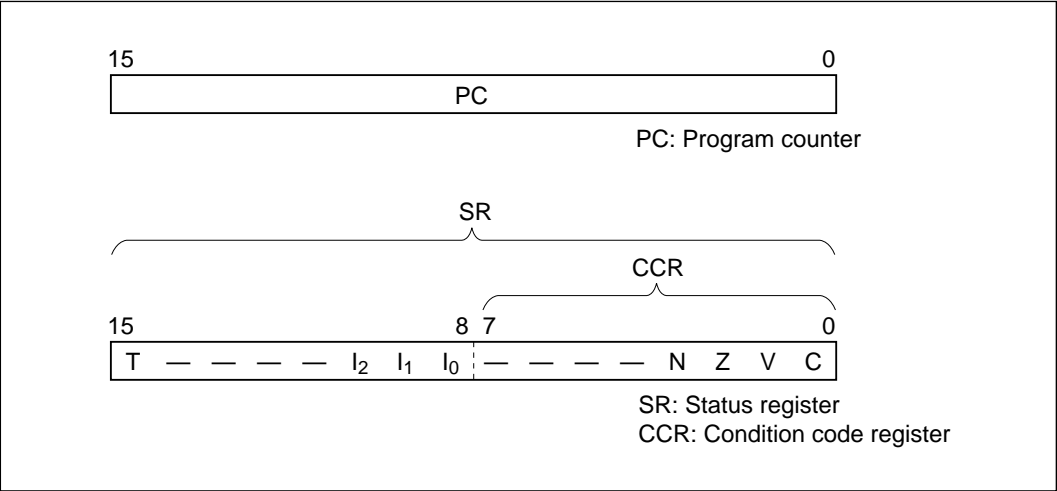 15 0
PC
PC: Program counter
SR
CCR
15 8 7 0
T — — — — I₂ I₁ I₀ — — — — N Z V C
SR: Status register
CCR: Condition code register